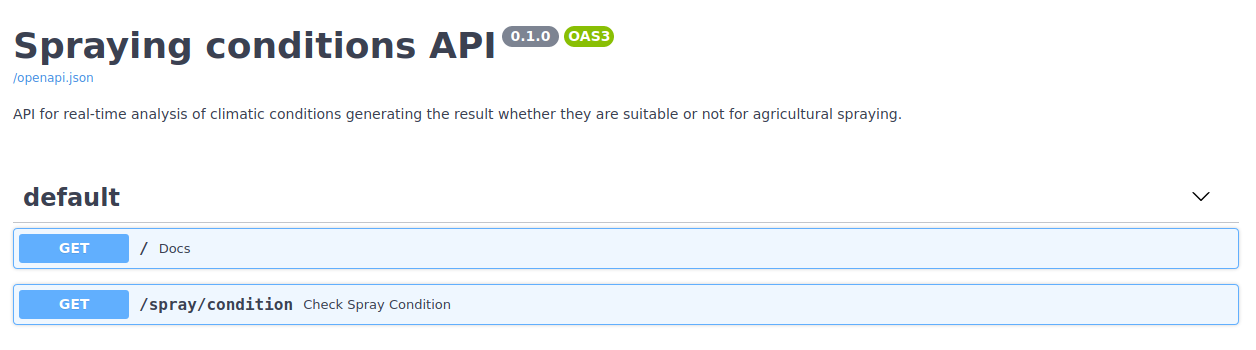 Spraying conditions API 0.1.0 OAS3
/openapi.json
API for real-time analysis of climatic conditions generating the result whether they are suitable or not for agricultural spraying.
default
GET / Docs
GET /spray/condition Check Spray Condition